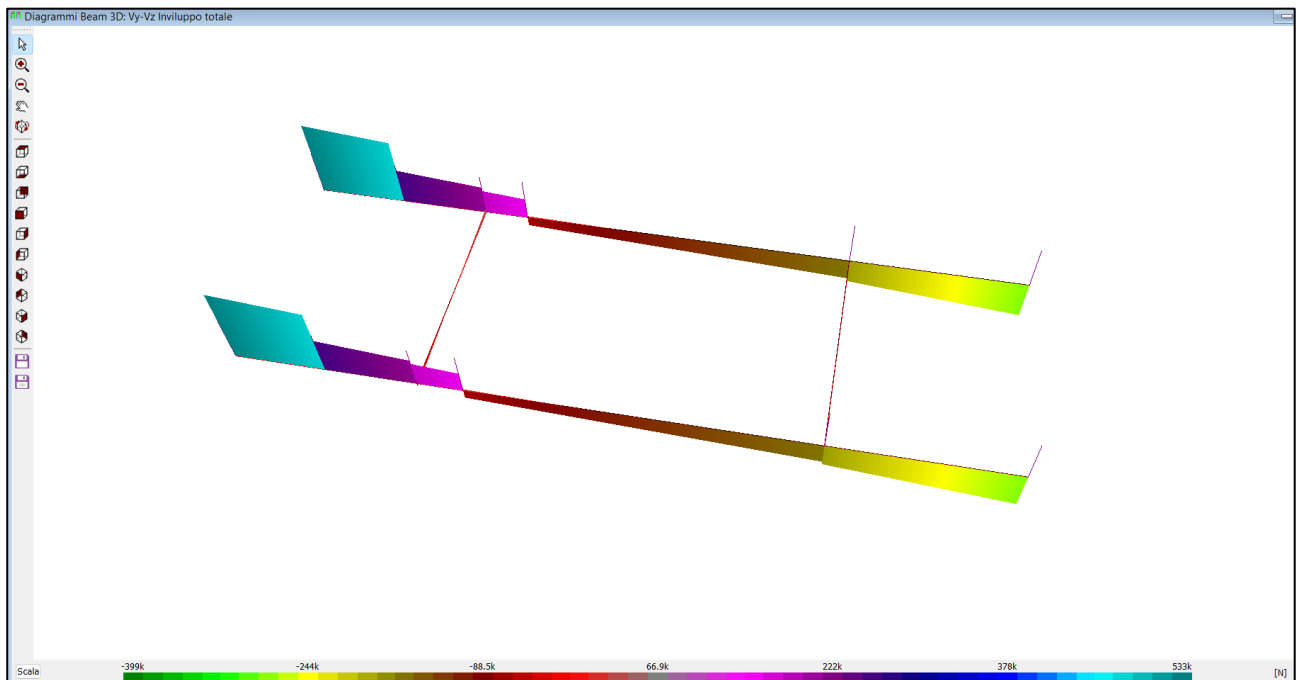 Diagrammi Beam 3D: Vy-Vz Inviluppo totale
Scala -399k -244k -88.5k 66.9k 222k 378k 533k [N]